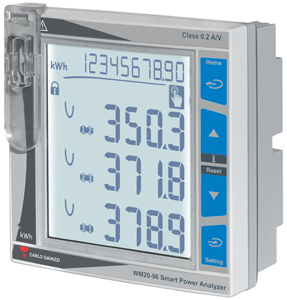 Class 0.2 A/V
kWh 1234567890
Home
V 1-2 350.3
V 2-3 371.8
i
Reset
V 3-1 378.9
kWh
CARLO GAVAZZI
WM20-96 Smart Power Analyzer
Setting